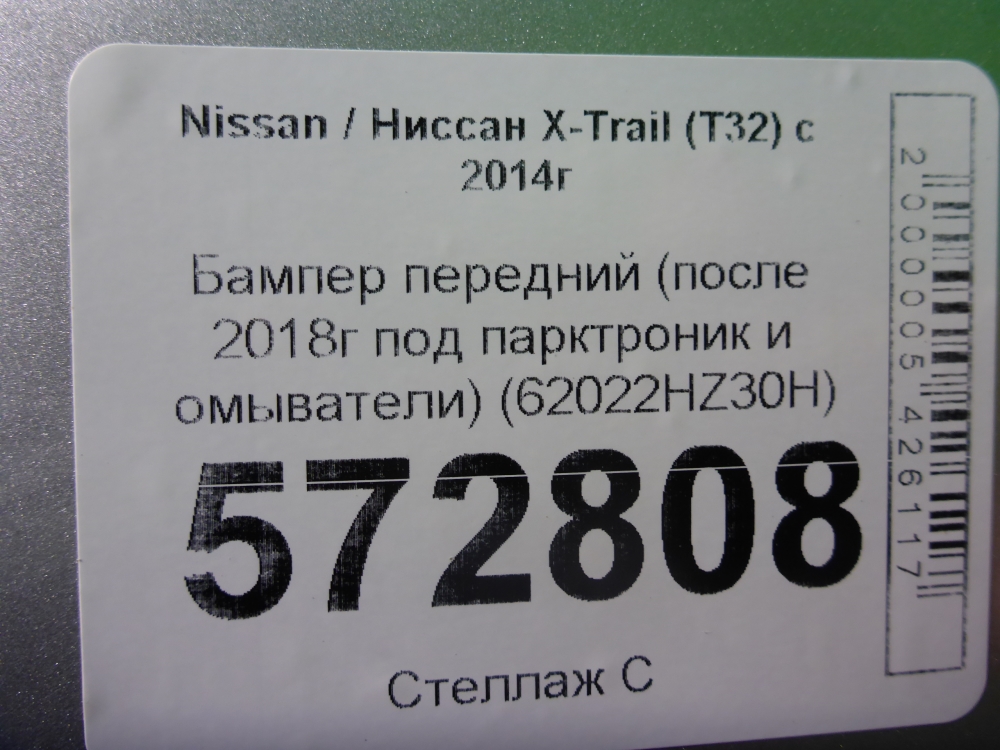 Nissan / Ниссан X-Trail (T32) с
2014г
Бампер передний (после
2018г под парктроник и
омыватели) (62022HZ30H)
572808
Стеллаж С
2000005426117